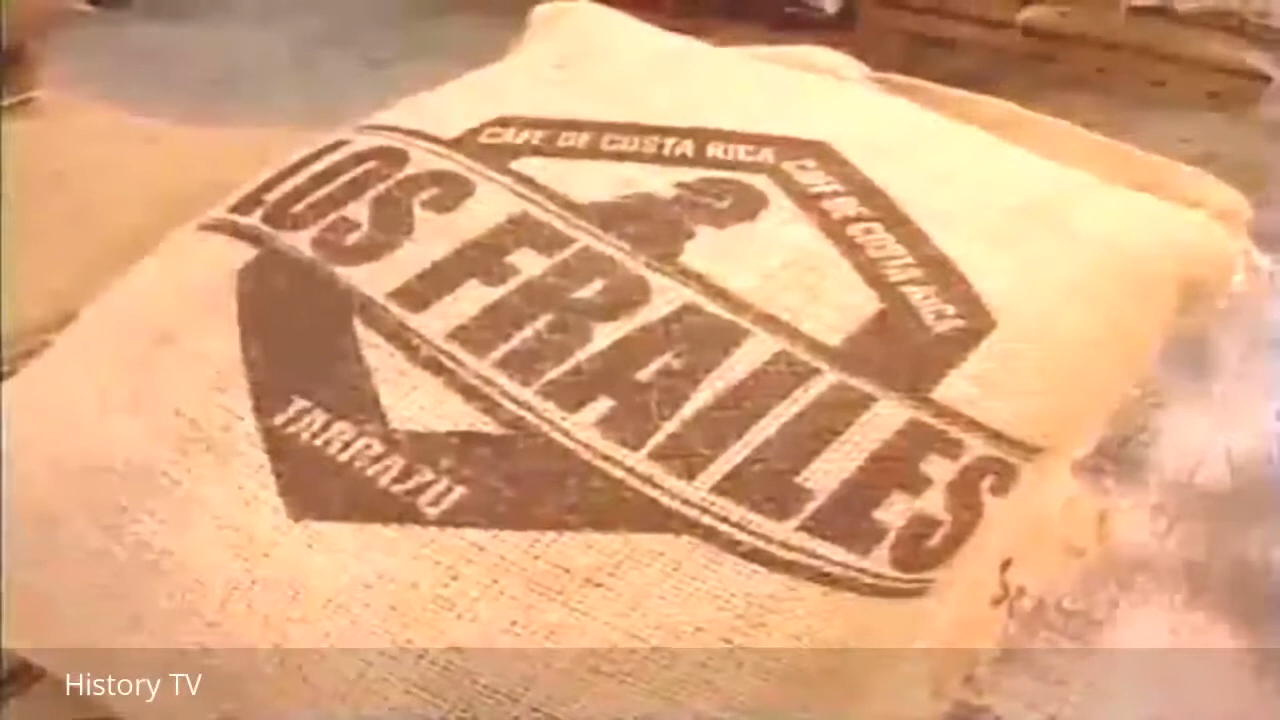 CAFE DE COSTA RICA CAFE DE COSTA RICA
LOS FRAILES
TARRAZU
History TV